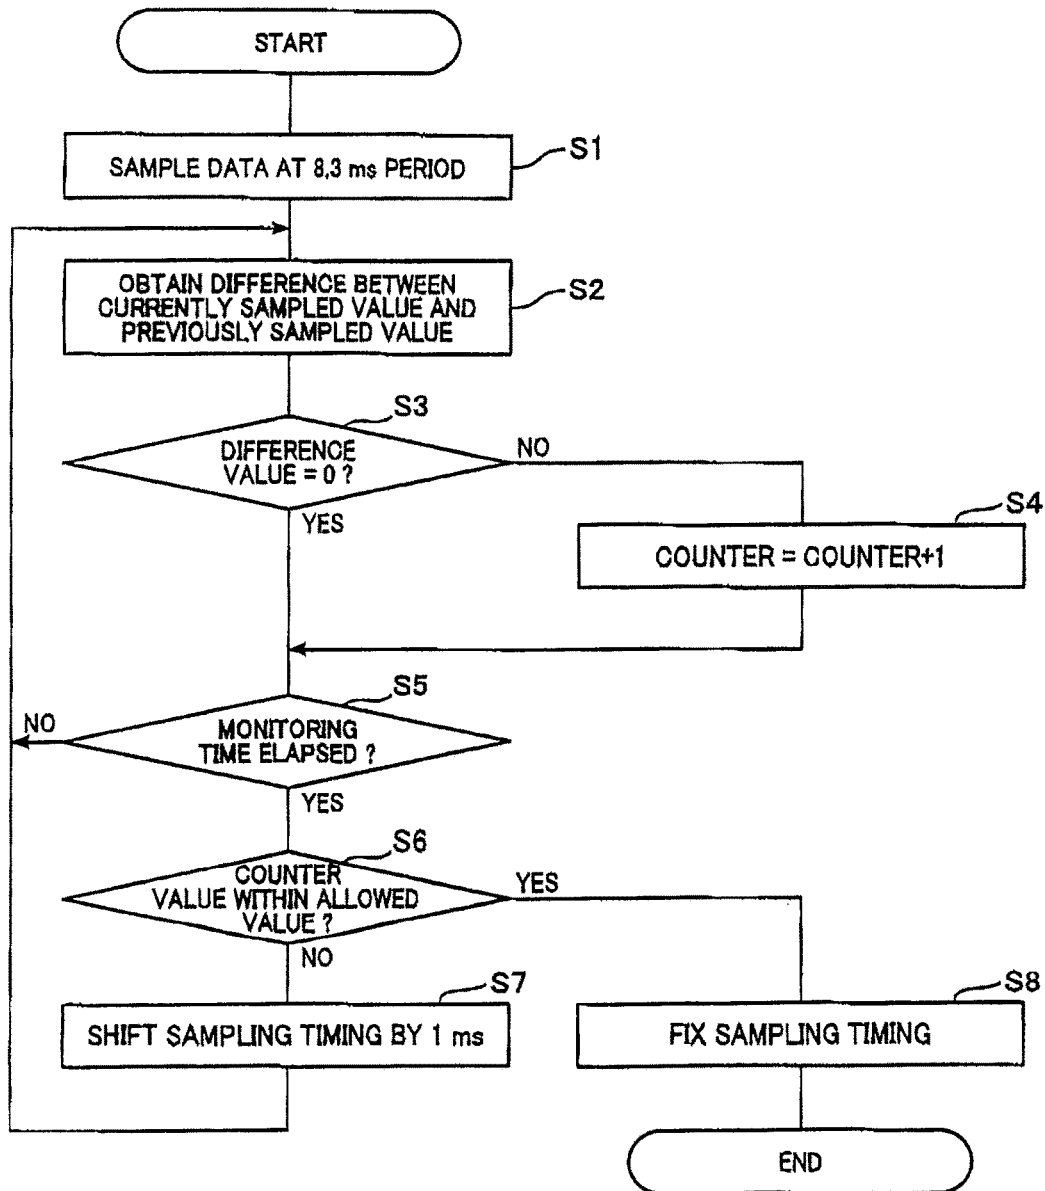 START
SAMPLE DATA AT 8,3 ms PERIOD
S1
OBTAIN DIFFERENCE BETWEEN
CURRENTLY SAMPLED VALUE AND
PREVIOUSLY SAMPLED VALUE
S2
S3
DIFFERENCE
VALUE = 0 ?
NO
YES
S4
COUNTER = COUNTER+1
S5
NO
MONITORING
TIME ELAPSED ?
YES
S6
COUNTER
VALUE WITHIN ALLOWED
VALUE ?
YES
NO
S7
SHIFT SAMPLING TIMING BY 1 ms
S8
FIX SAMPLING TIMING
END